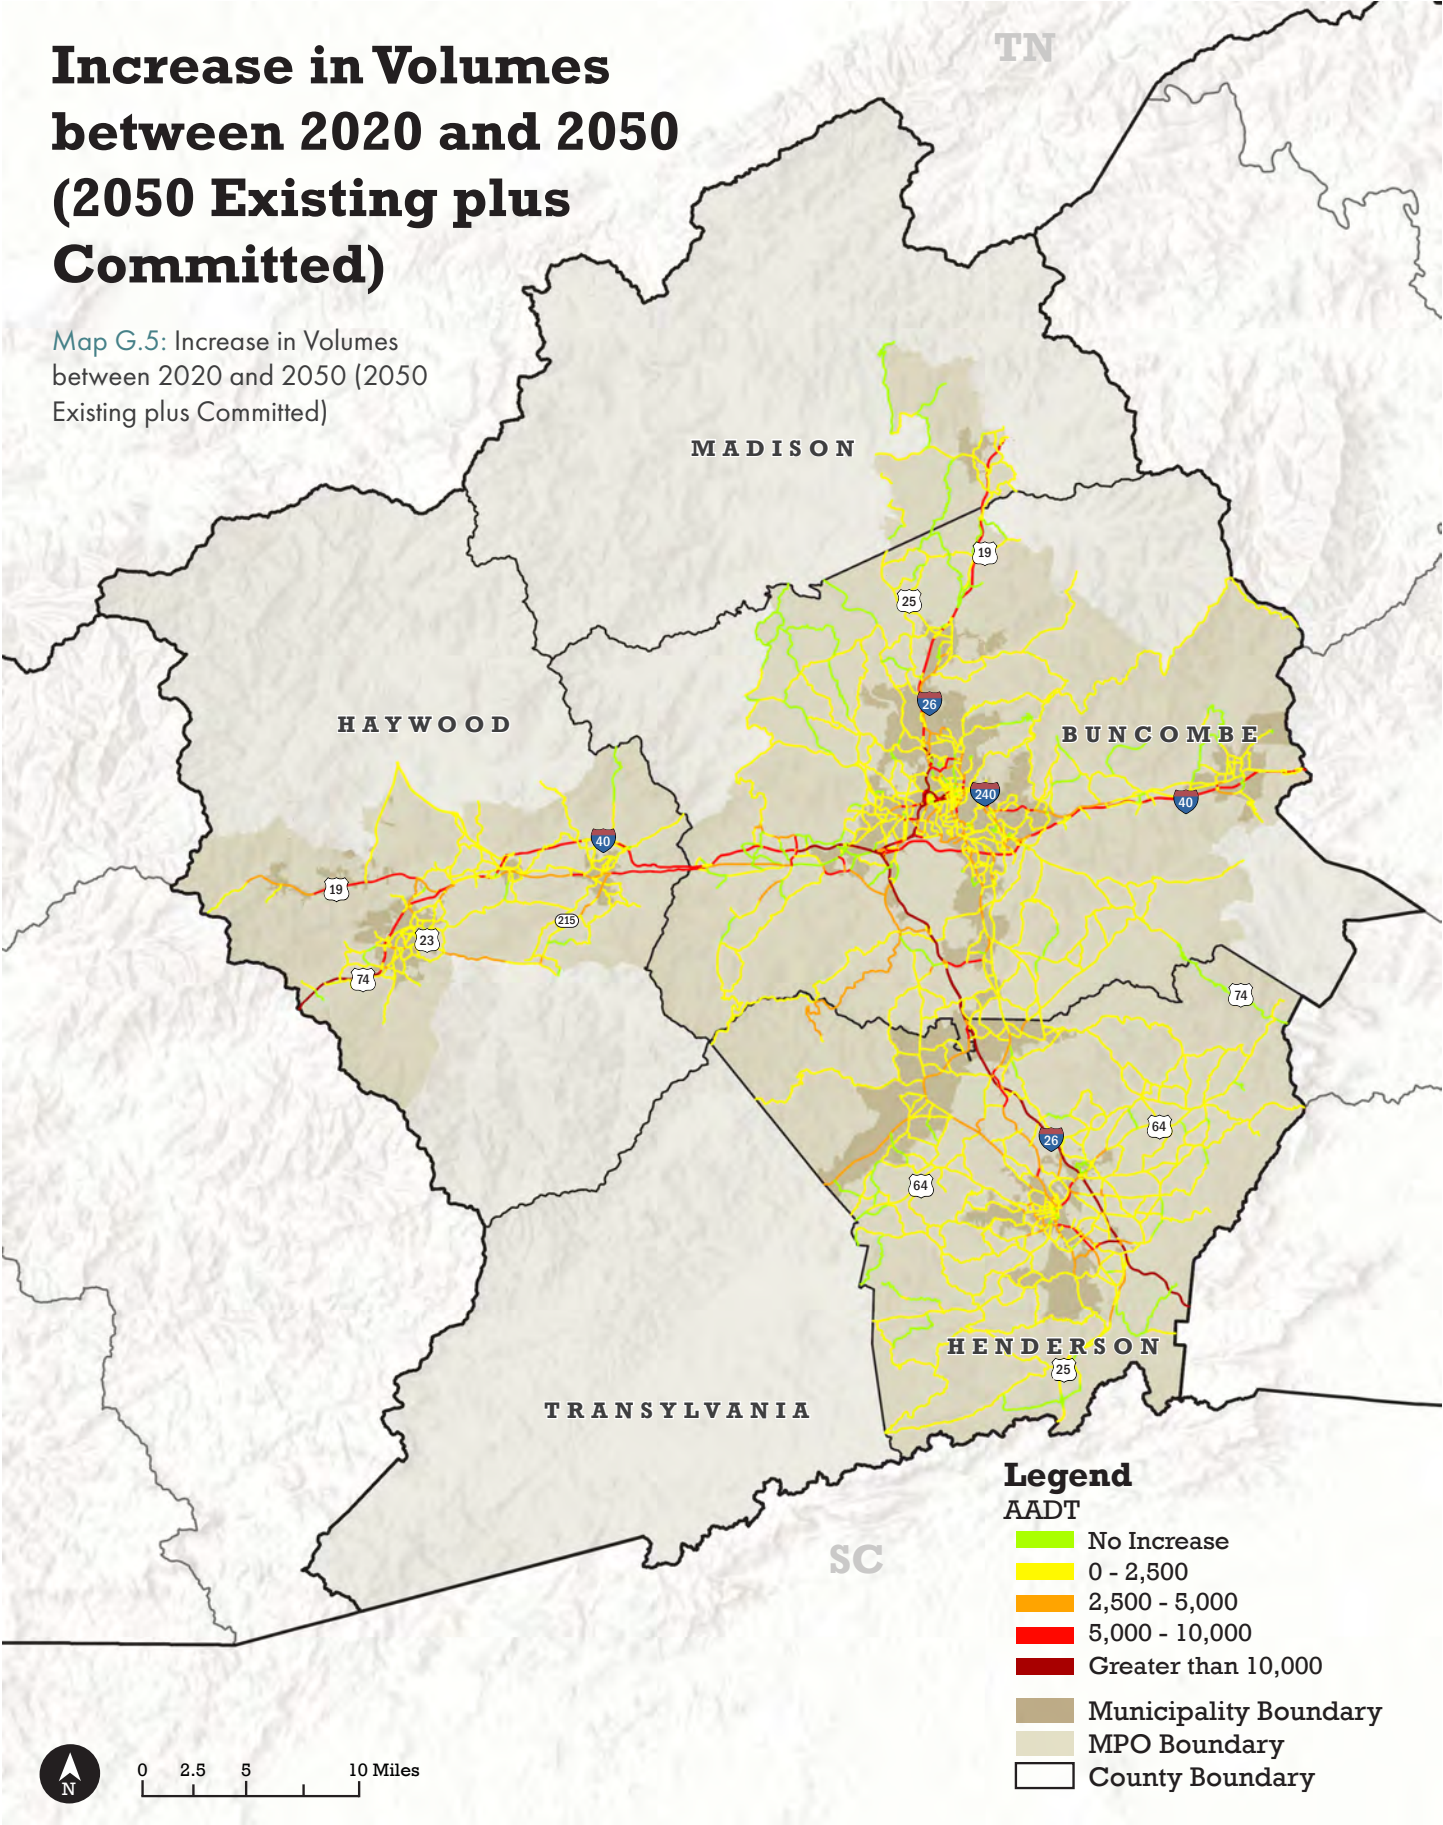 Increase in Volumes
between 2020 and 2050
(2050 Existing plus
Committed)
Map G.5: Increase in Volumes
between 2020 and 2050 (2050
Existing plus Committed)
TN
MADISON
19
25
HAYWOOD
26
BUNCOMBE
240
40
40
19
215
23
74
74
64
26
64
HENDERSON
25
TRANSYLVANIA
SC
Legend
AADT
No Increase
0 - 2,500
2,500 - 5,000
5,000 - 10,000
Greater than 10,000
Municipality Boundary
MPO Boundary
County Boundary
N
0 2.5 5 10 Miles